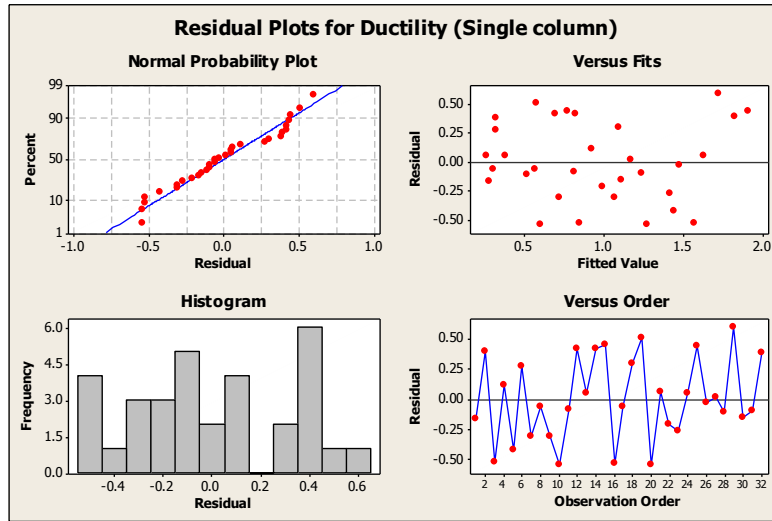 Residual Plots for Ductility (Single column)
Normal Probability Plot
99
90
50
10
1
Percent
-1.0 -0.5 0.0 0.5 1.0
Residual
Versus Fits
0.50
0.25
0.00
-0.25
-0.50
Residual
0.5 1.0 1.5 2.0
Fitted Value
Histogram
6.0
4.5
3.0
1.5
0.0
Frequency
-0.4 -0.2 0.0 0.2 0.4 0.6
Residual
Versus Order
0.50
0.25
0.00
-0.25
-0.50
Residual
2 4 6 8 10 12 14 16 18 20 22 24 26 28 30 32
Observation Order